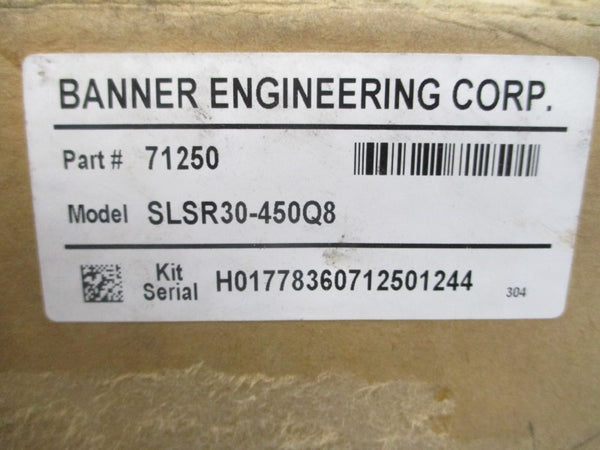 BANNER ENGINEERING CORP.
Part # 71250
Model SLSR30-450Q8
Kit Serial H01778360712501244 304